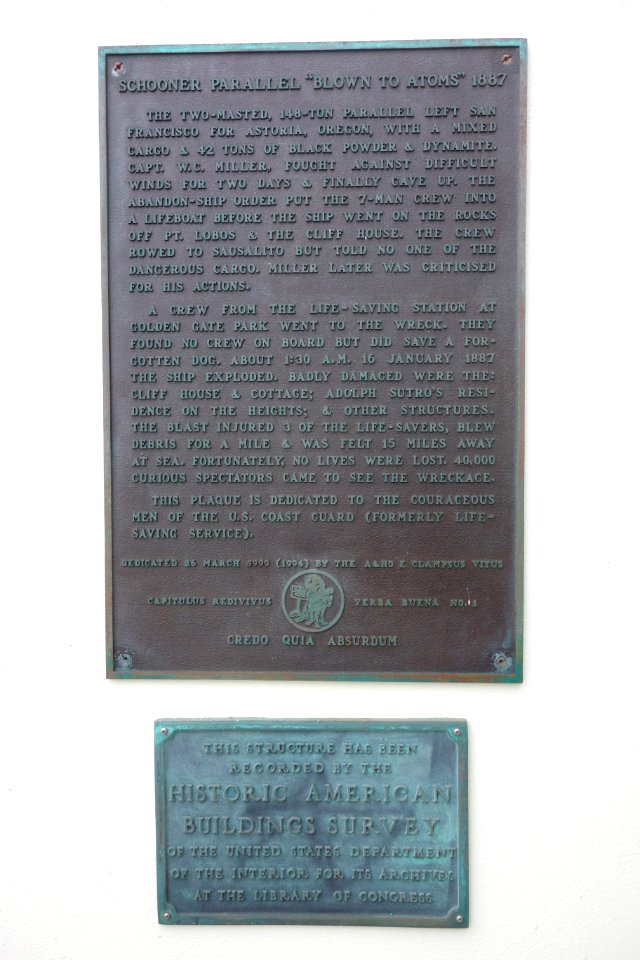 SCHOONER PARALLEL "BLOWN TO ATOMS" 1887
THE TWO-MASTED, 148-TON PARALLEL LEFT SAN
FRANCISCO FOR ASTORIA, OREGON, WITH A MIXED
CARGO & 42 TONS OF BLACK POWDER & DYNAMITE.
CAPT. W.C. MILLER, FOUGHT AGAINST DIFFICULT
WINDS FOR TWO DAYS & FINALLY GAVE UP. THE
ABANDON-SHIP ORDER PUT THE 7-MAN CREW INTO
A LIFEBOAT BEFORE THE SHIP WENT ON THE ROCKS
OFF PT. LOBOS & THE CLIFF HOUSE. THE CREW
ROWED TO SAUSALITO BUT TOLD NO ONE OF THE
DANGEROUS CARGO. MILLER LATER WAS CRITICISED
FOR HIS ACTIONS.
A CREW FROM THE LIFE-SAVING STATION AT
GOLDEN GATE PARK WENT TO THE WRECK. THEY
FOUND NO CREW ON BOARD BUT DID SAVE A FOR-
GOTTEN DOG. ABOUT 1:30 A.M. 16 JANUARY 1887
THE SHIP EXPLODED. BADLY DAMAGED WERE THE:
CLIFF HOUSE & COTTAGE; ADOLPH SUTRO'S RESI-
DENCE ON THE HEIGHTS; & OTHER STRUCTURES.
THE BLAST INJURED 3 OF THE LIFE-SAVERS, BLEW
DEBRIS FOR A MILE & WAS FELT 15 MILES AWAY
AT SEA. FORTUNATELY, NO LIVES WERE LOST. 40,000
CURIOUS SPECTATORS CAME TO SEE THE WRECKAGE.
THIS PLAQUE IS DEDICATED TO THE COURAGEOUS
MEN OF THE U.S. COAST GUARD (FORMERLY LIFE-
SAVING SERVICE).
DEDICATED 26 MARCH 5999 (1994) BY THE A&HO E CLAMPSUS VITUS
CAPITULUS REDIVIVUS YERBA BUENA NO. 1
CREDO QUIA ABSURDUM
THIS STRUCTURE HAS BEEN
RECORDED BY THE
HISTORIC AMERICAN
BUILDINGS SURVEY
OF THE UNITED STATES DEPARTMENT
OF THE INTERIOR FOR ITS ARCHIVES
AT THE LIBRARY OF CONGRESS